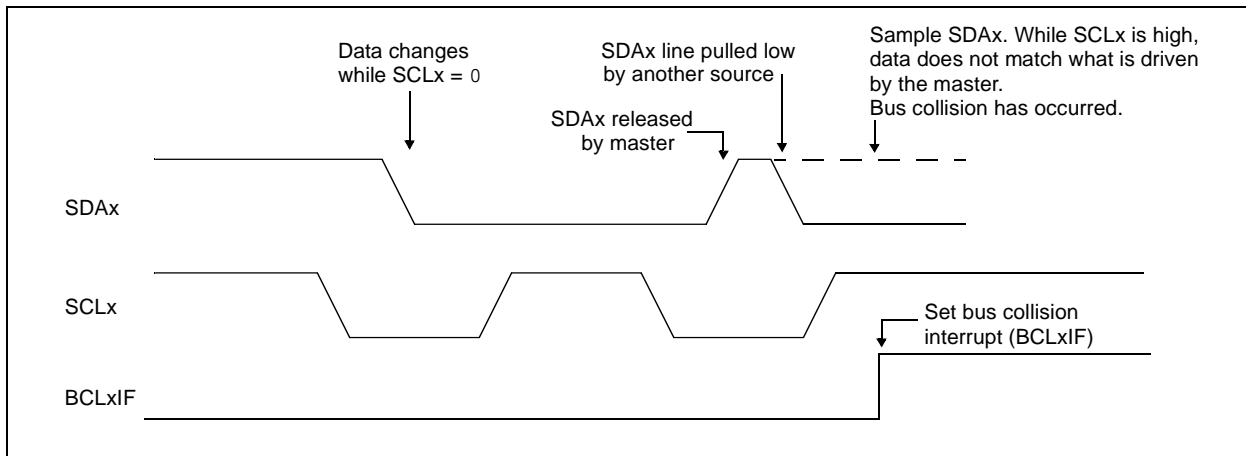 Data changes
while SCLx = 0
SDAx line pulled low
by another source
SDAx released
by master
Sample SDAx. While SCLx is high,
data does not match what is driven
by the master.
Bus collision has occurred.
SDAx
SCLx
Set bus collision
interrupt (BCLxIF)
BCLxIF